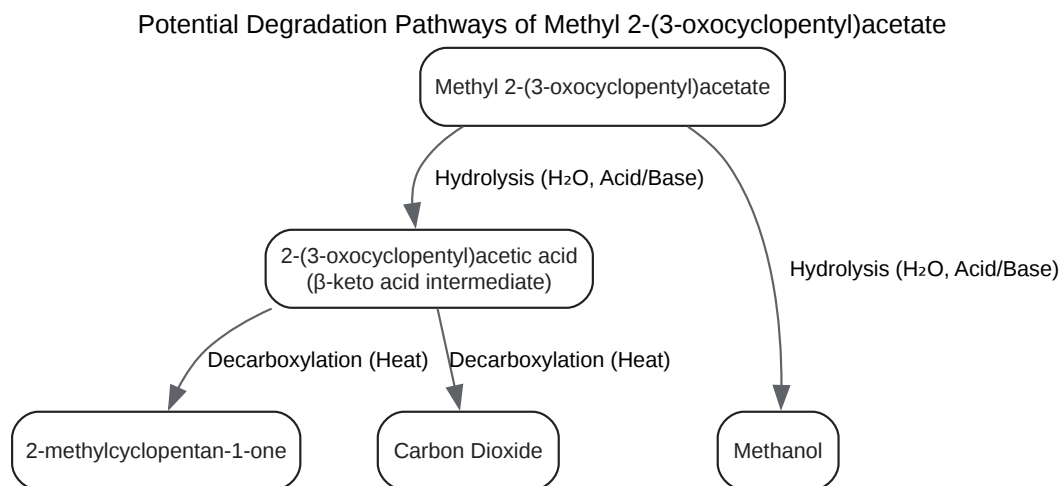 Potential Degradation Pathways of Methyl 2-(3-oxocyclopentyl)acetate
Methyl 2-(3-oxocyclopentyl)acetate
Hydrolysis (H₂O, Acid/Base)
2-(3-oxocyclopentyl)acetic acid
(β-keto acid intermediate)
Hydrolysis (H₂O, Acid/Base)
Decarboxylation (Heat)
Decarboxylation (Heat)
2-methylcyclopentan-1-one
Carbon Dioxide
Methanol